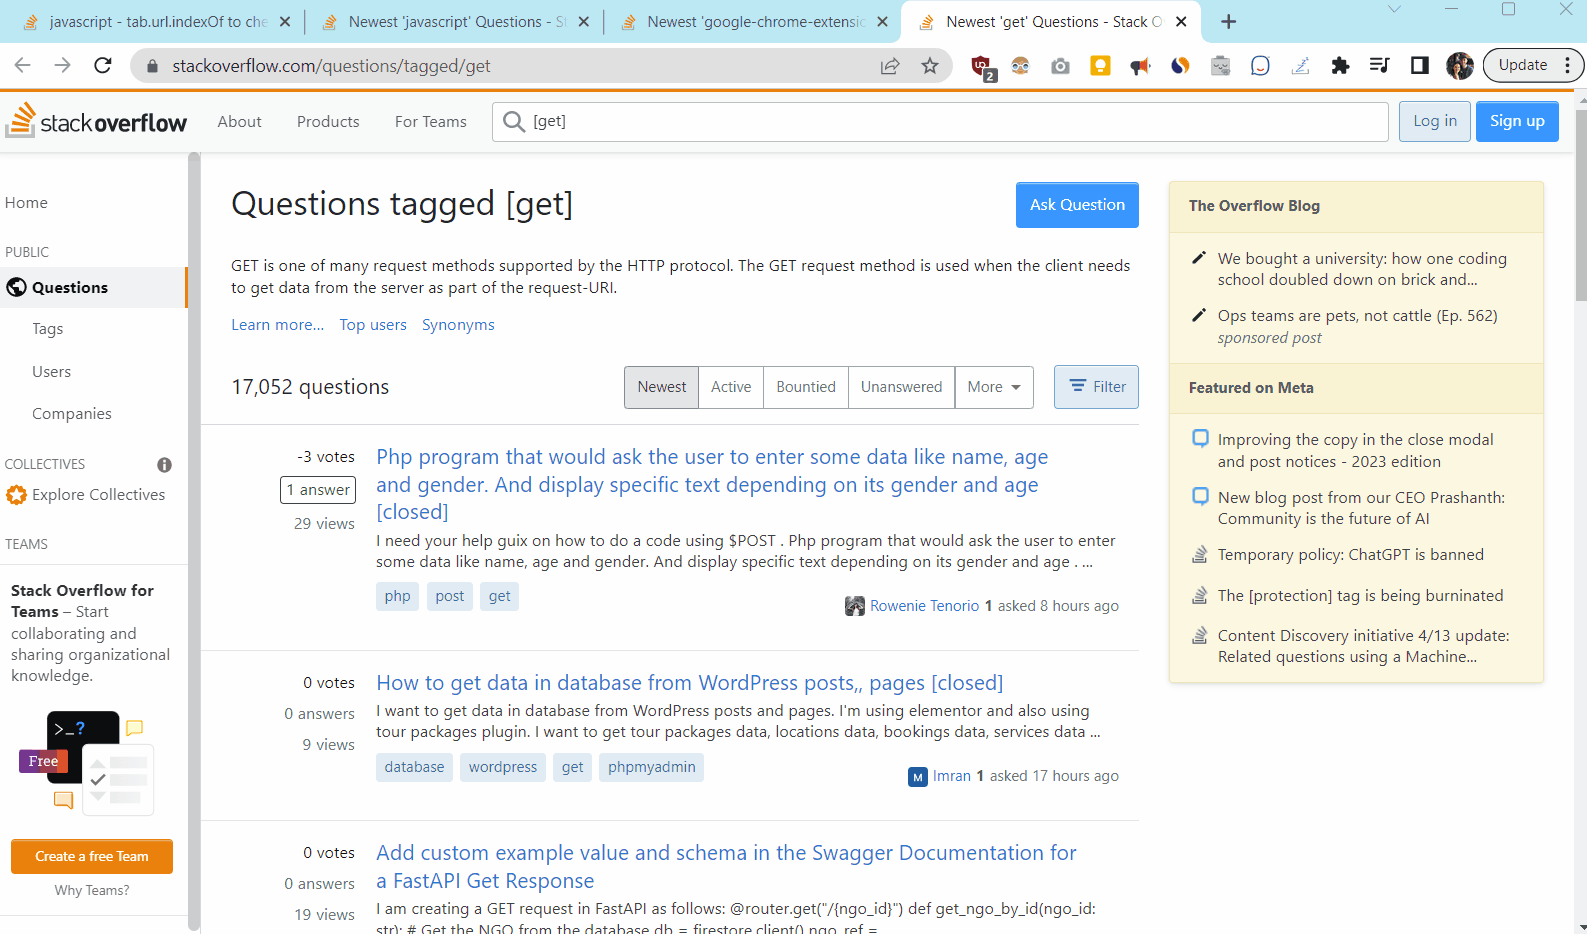 javascript - tab.url.indexOf to che
Newest 'javascript' Questions - St
Newest 'google-chrome-extensio
Newest 'get' Questions - Stack O
stackoverflow.com/questions/tagged/get
2
Update
stackoverflow
About
Products
For Teams
[get]
Log in
Sign up
Home
PUBLIC
Questions
Tags
Users
Companies
COLLECTIVES
Explore Collectives
TEAMS
Stack Overflow for
Teams – Start
collaborating and
sharing organizational
knowledge.
>_?
Free
Create a free Team
Why Teams?
Questions tagged [get]
Ask Question
GET is one of many request methods supported by the HTTP protocol. The GET request method is used when the client needs
to get data from the server as part of the request-URI.
Learn more... Top users Synonyms
17,052 questions
Newest
Active
Bountied
Unanswered
More
Filter
-3 votes
1 answer
29 views
Php program that would ask the user to enter some data like name, age
and gender. And display specific text depending on its gender and age
[closed]
I need your help guix on how to do a code using $POST . Php program that would ask the user to enter
some data like name, age and gender. And display specific text depending on its gender and age . ...
php post get
Rowenie Tenorio 1 asked 8 hours ago
0 votes
0 answers
9 views
How to get data in database from WordPress posts,, pages [closed]
I want to get data in database from WordPress posts and pages. I'm using elementor and also using
tour packages plugin. I want to get tour packages data, locations data, bookings data, services data ...
database wordpress get phpmyadmin
M Imran 1 asked 17 hours ago
0 votes
0 answers
19 views
Add custom example value and schema in the Swagger Documentation for
a FastAPI Get Response
I am creating a GET request in FastAPI as follows: @router.get("/{ngo_id}") def get_ngo_by_id(ngo_id:
str): # Get the NGO from the database db = firestore.client() ngo_ref =
The Overflow Blog
We bought a university: how one coding
school doubled down on brick and...
Ops teams are pets, not cattle (Ep. 562)
sponsored post
Featured on Meta
Improving the copy in the close modal
and post notices - 2023 edition
New blog post from our CEO Prashanth:
Community is the future of AI
Temporary policy: ChatGPT is banned
The [protection] tag is being burninated
Content Discovery initiative 4/13 update:
Related questions using a Machine...